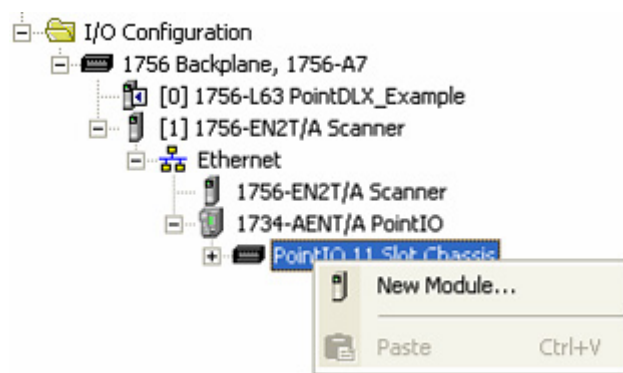 I/O Configuration
1756 Backplane, 1756-A7
[0] 1756-L63 PointDLX_Example
[1] 1756-EN2T/A Scanner
Ethernet
1756-EN2T/A Scanner
1734-AENT/A PointIO
PointIO 11 Slot Chassis
New Module...
Paste Ctrl+V